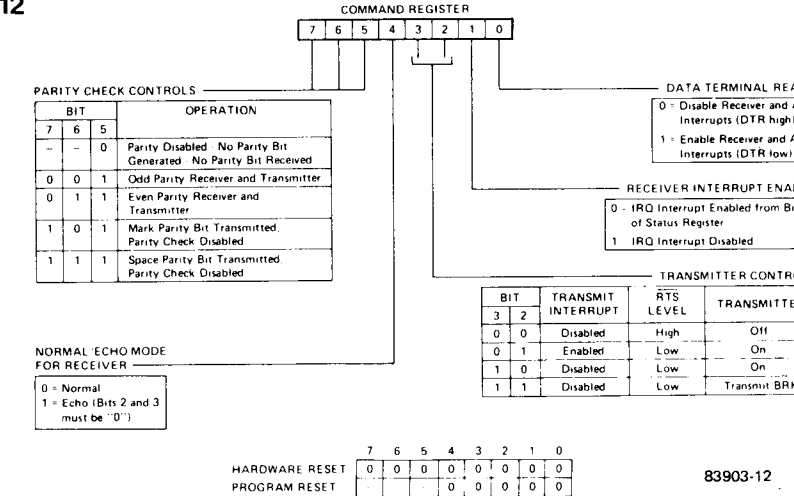 12
COMMAND REGISTER
7 6 5 4 3 2 1 0
PARITY CHECK CONTROLS
BIT OPERATION
7 6 5
– – 0 Parity Disabled - No Parity Bit
Generated - No Parity Bit Received
0 0 1 Odd Parity Receiver and Transmitter
0 1 1 Even Parity Receiver and
Transmitter
1 0 1 Mark Parity Bit Transmitted,
Parity Check Disabled
1 1 1 Space Parity Bit Transmitted,
Parity Check Disabled
NORMAL/ECHO MODE
FOR RECEIVER
0 = Normal
1 = Echo (Bits 2 and 3
must be "0")
DATA TERMINAL REA
0 = Disable Receiver and
Interrupts (DTR high
1 = Enable Receiver and A
Interrupts (DTR low)
RECEIVER INTERRUPT ENA
0 - IRQ Interrupt Enabled from Bi
of Status Register
1 IRQ Interrupt Disabled
TRANSMITTER CONTR
BIT TRANSMIT INTERRUPT RTS LEVEL TRANSMITTE
3 2
0 0 Disabled High Off
0 1 Enabled Low On
1 0 Disabled Low On
1 1 Disabled Low Transmit BR
7 6 5 4 3 2 1 0
HARDWARE RESET 0 0 0 0 0 0 0 0
PROGRAM RESET - - - 0 0 0 0 0
83903-12